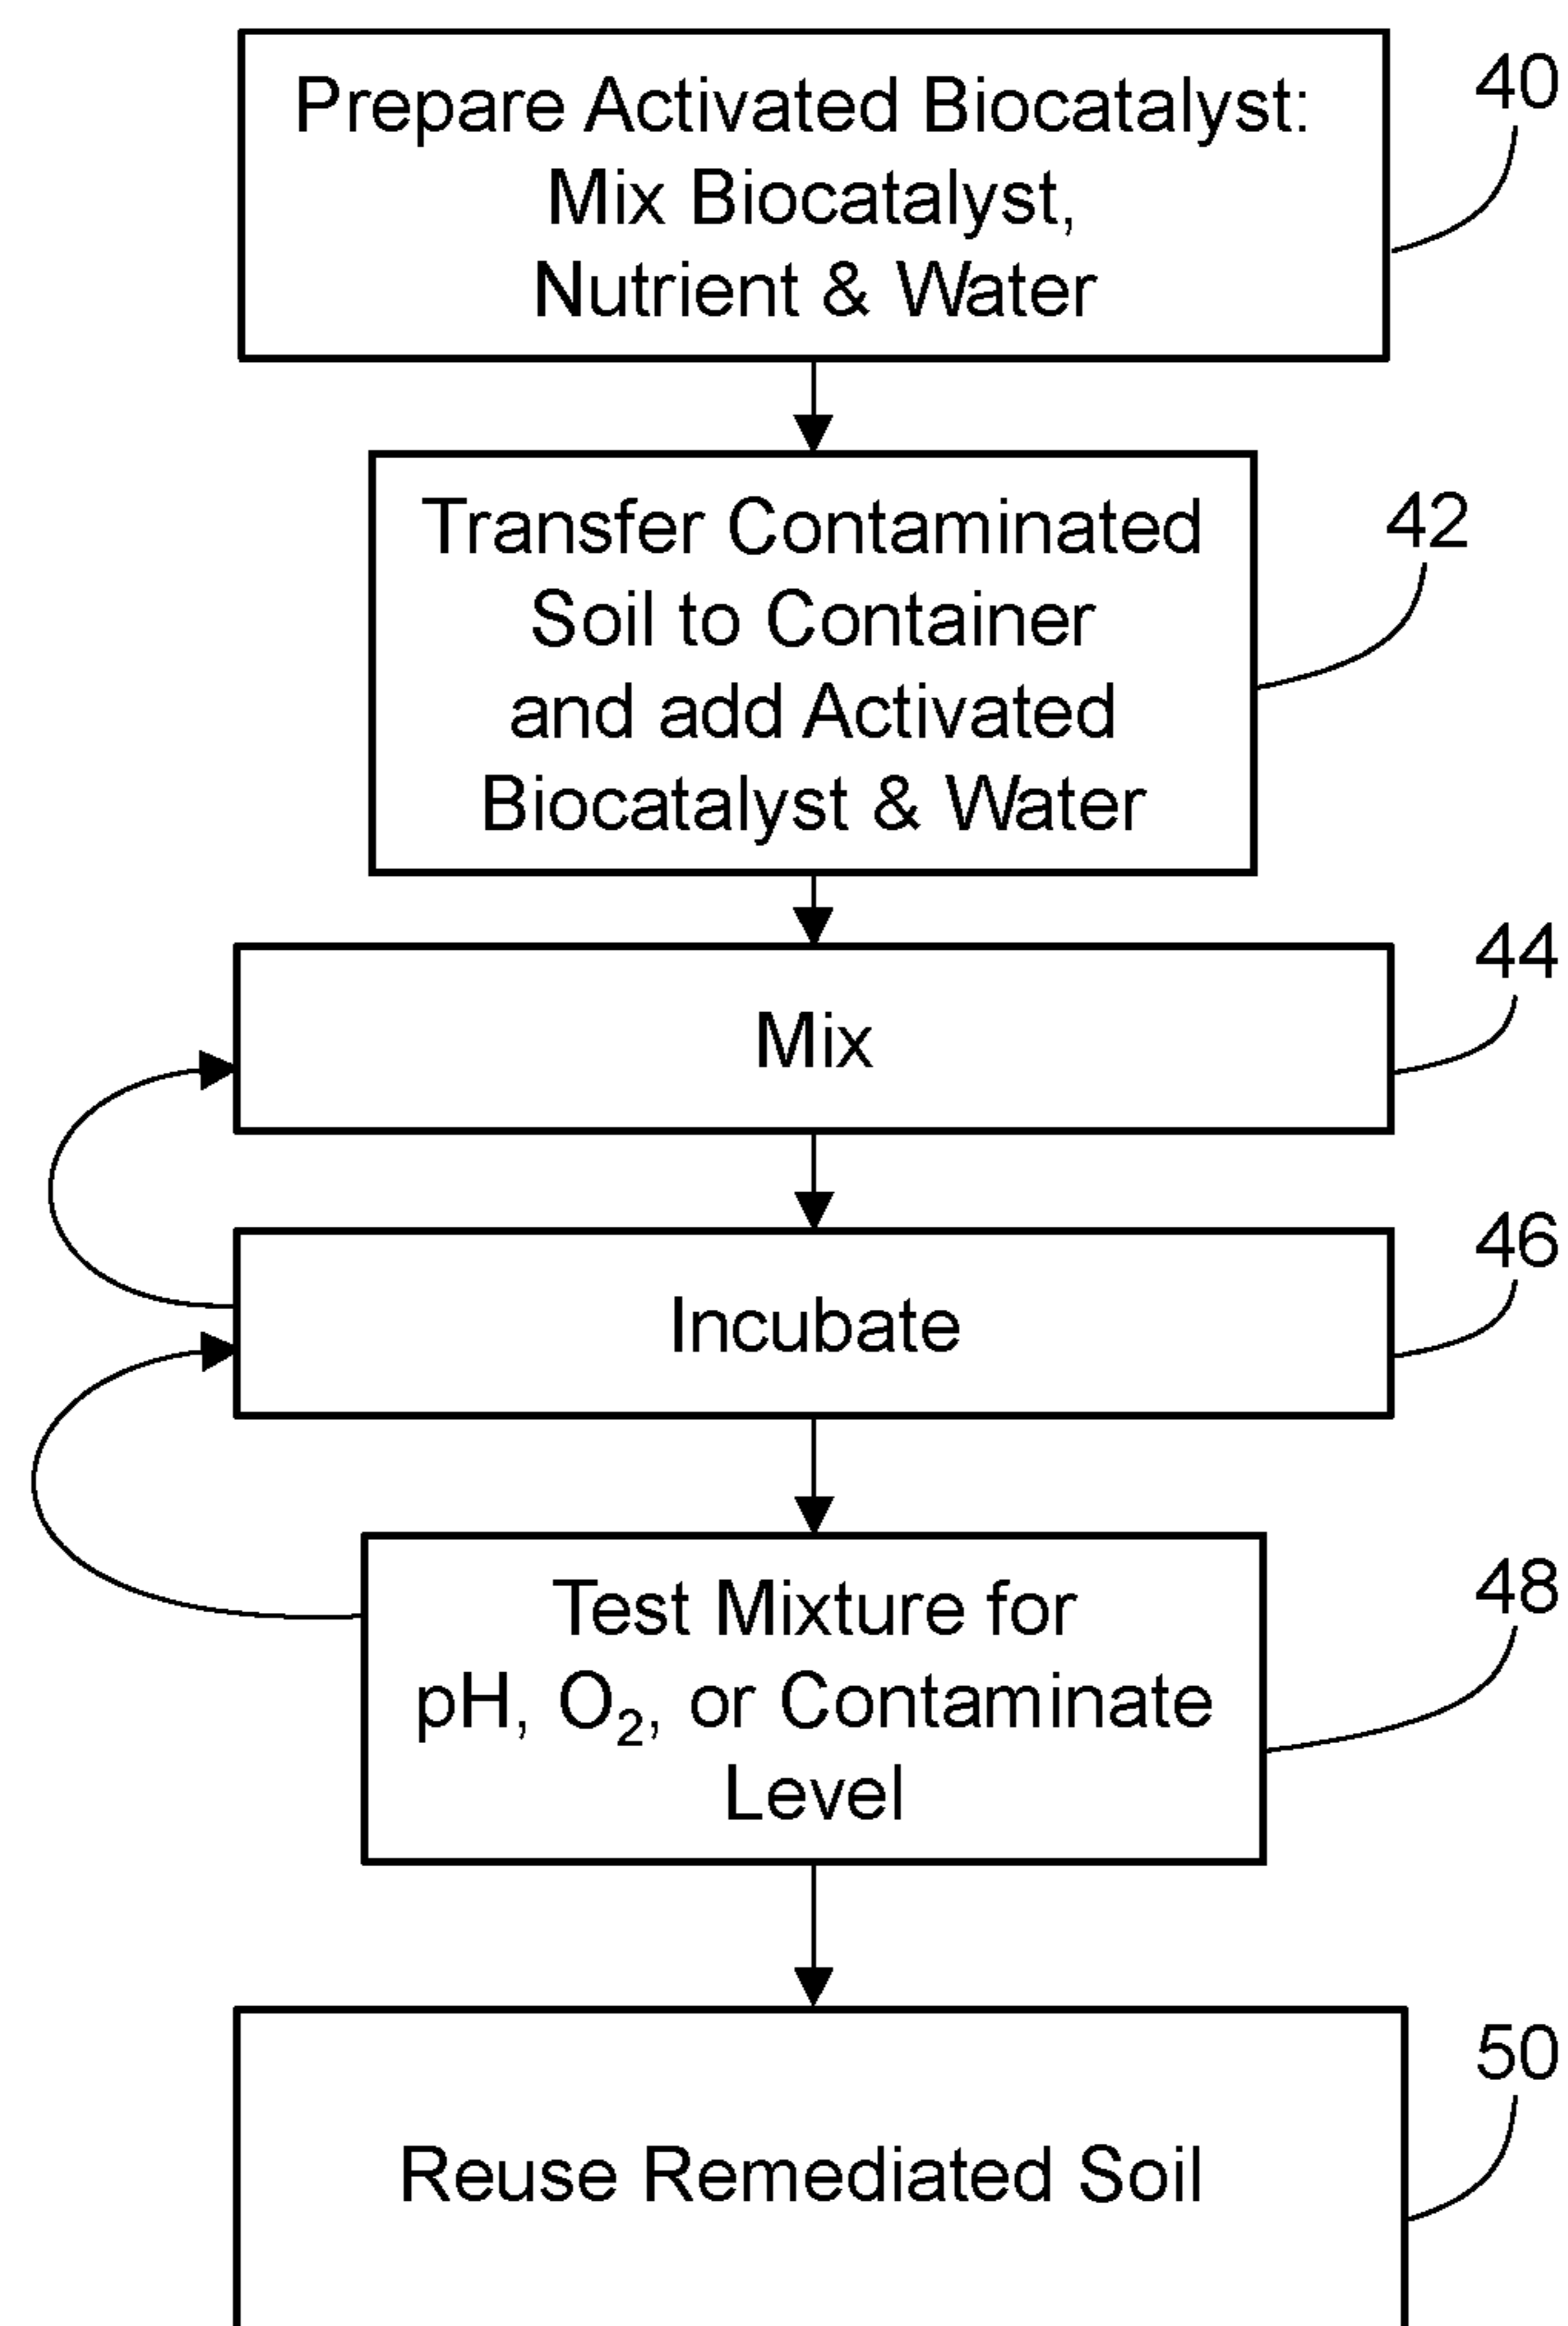 Prepare Activated Biocatalyst:
Mix Biocatalyst,
Nutrient & Water
40
Transfer Contaminated
Soil to Container
and add Activated
Biocatalyst & Water
42
Mix
44
Incubate
46
Test Mixture for
pH, O₂, or Contaminate
Level
48
Reuse Remediated Soil
50